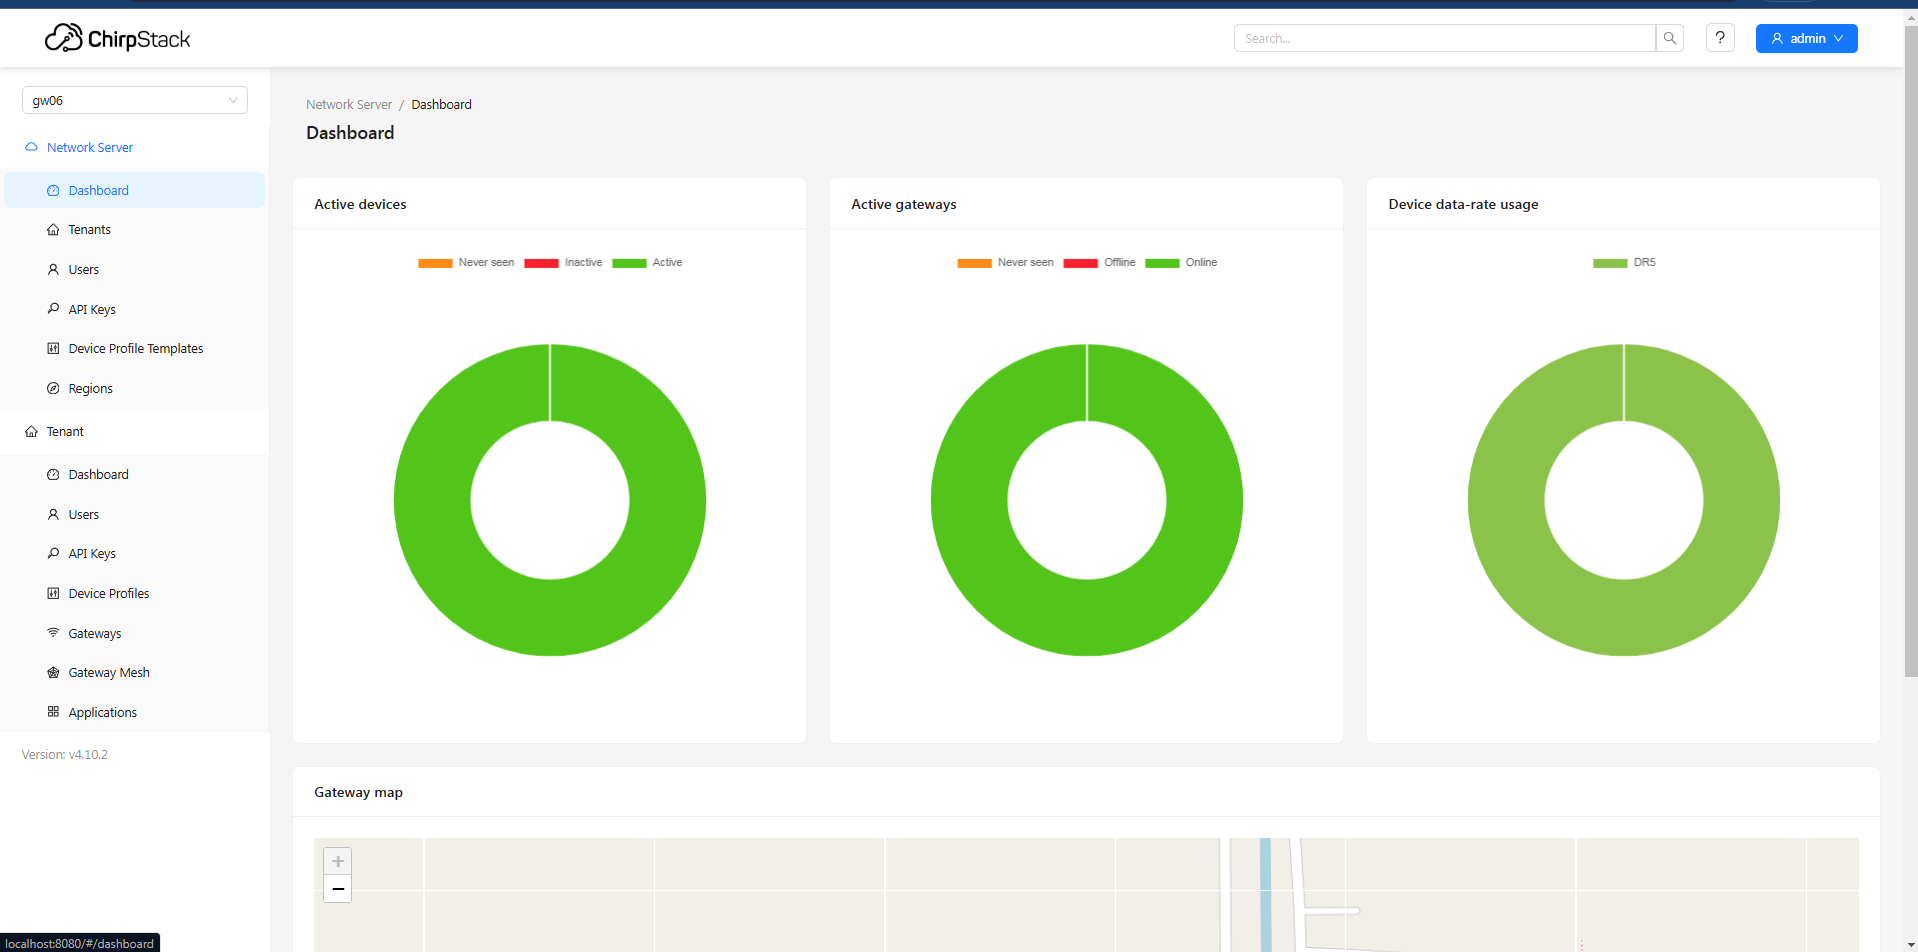 ChirpStack
Search...
?
admin
gw06
Network Server
Dashboard
Tenants
Users
API Keys
Device Profile Templates
Regions
Tenant
Dashboard
Users
API Keys
Device Profiles
Gateways
Gateway Mesh
Applications
Version: v4.10.2
Network Server / Dashboard
Dashboard
Active devices
Never seen Inactive Active
Active gateways
Never seen Offline Online
Device data-rate usage
DR5
Gateway map
+
−
localhost:8080/#/dashboard